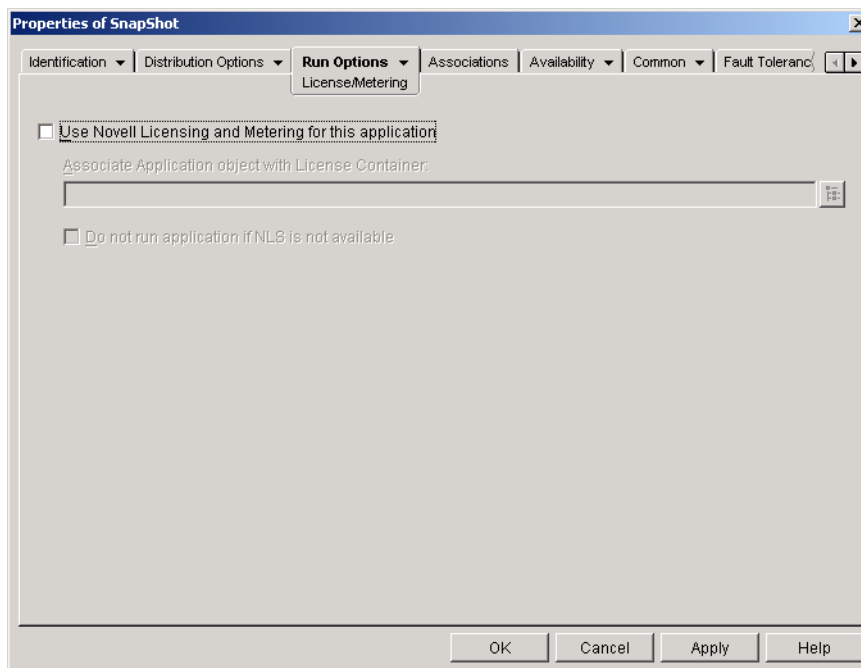 Properties of SnapShot
Identification Distribution Options Run Options Associations Availability Common Fault Toleranc
License/Metering
Use Novell Licensing and Metering for this application
Associate Application object with License Container:
Do not run application if NLS is not available
OK Cancel Apply Help